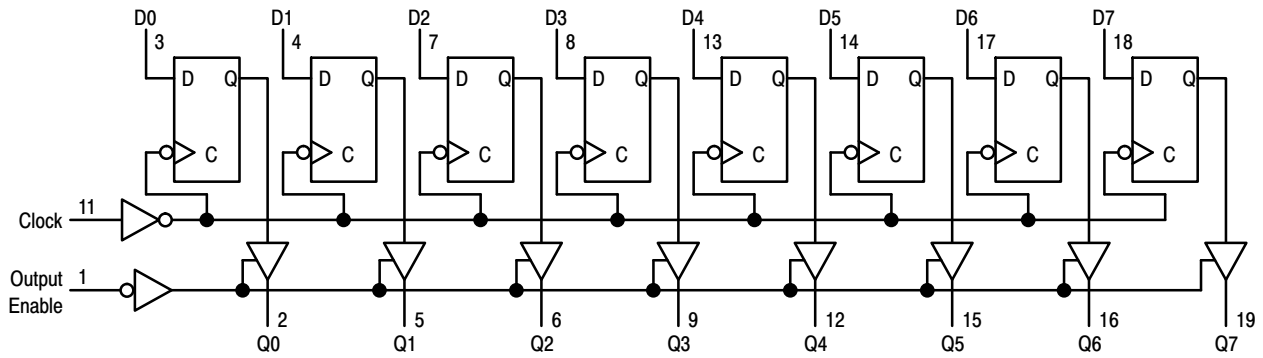 D0 D1 D2 D3 D4 D5 D6 D7
3 4 7 8 13 14 17 18
D Q D Q D Q D Q D Q D Q D Q D Q
C C C C C C C C
Clock 11
Output Enable 1
2 5 6 9 12 15 16 19
Q0 Q1 Q2 Q3 Q4 Q5 Q6 Q7